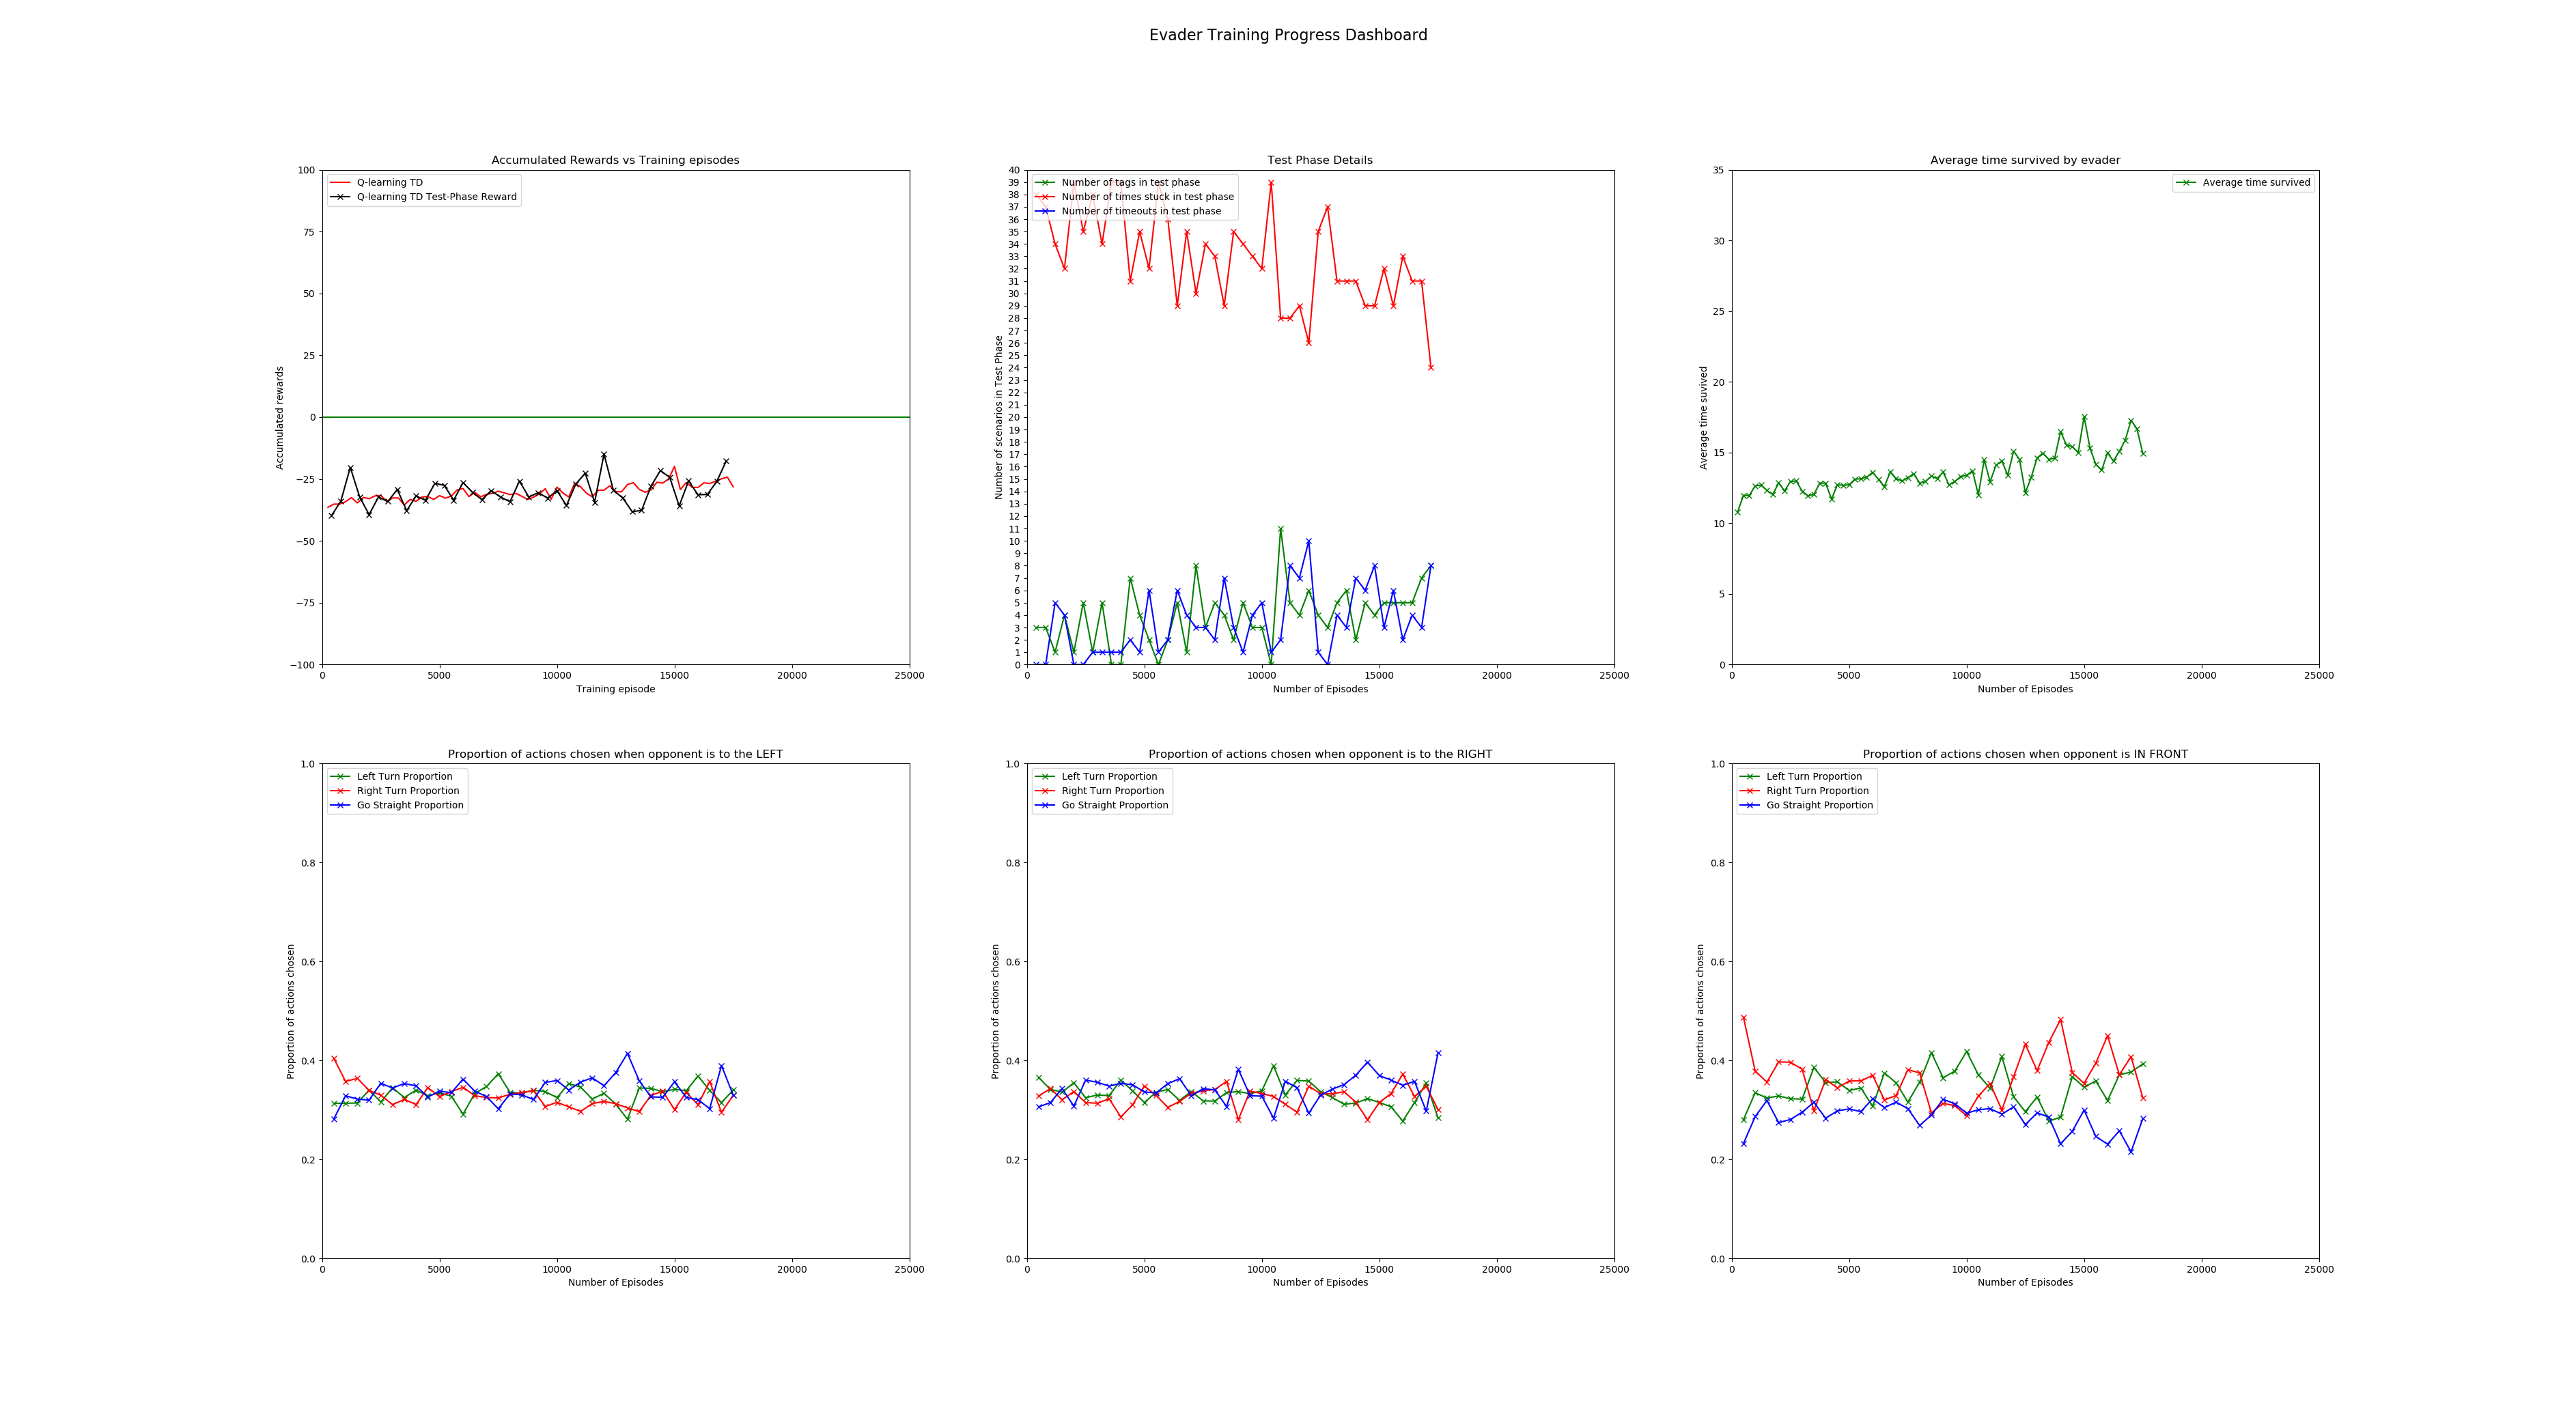 Evader Training Progress Dashboard
Accumulated Rewards vs Training episodes
Q-learning TD
Q-learning TD Test-Phase Reward
100
75
50
25
0
−25
−50
−75
−100
Accumulated rewards
0 5000 10000 15000 20000 25000
Training episode
Test Phase Details
Number of tags in test phase
Number of times stuck in test phase
Number of timeouts in test phase
40
39
38
37
36
35
34
33
32
31
30
29
28
27
26
25
24
23
22
21
20
19
18
17
16
15
14
13
12
11
10
9
8
7
6
5
4
3
2
1
0
Number of scenarios in Test Phase
0 5000 10000 15000 20000 25000
Number of Episodes
Average time survived by evader
Average time survived
35
30
25
20
15
10
5
0
Average time survived
0 5000 10000 15000 20000 25000
Number of Episodes
Proportion of actions chosen when opponent is to the LEFT
Left Turn Proportion
Right Turn Proportion
Go Straight Proportion
1.0
0.8
0.6
0.4
0.2
0.0
Proportion of actions chosen
0 5000 10000 15000 20000 25000
Number of Episodes
Proportion of actions chosen when opponent is to the RIGHT
Left Turn Proportion
Right Turn Proportion
Go Straight Proportion
1.0
0.8
0.6
0.4
0.2
0.0
Proportion of actions chosen
0 5000 10000 15000 20000 25000
Number of Episodes
Proportion of actions chosen when opponent is IN FRONT
Left Turn Proportion
Right Turn Proportion
Go Straight Proportion
1.0
0.8
0.6
0.4
0.2
0.0
Proportion of actions chosen
0 5000 10000 15000 20000 25000
Number of Episodes